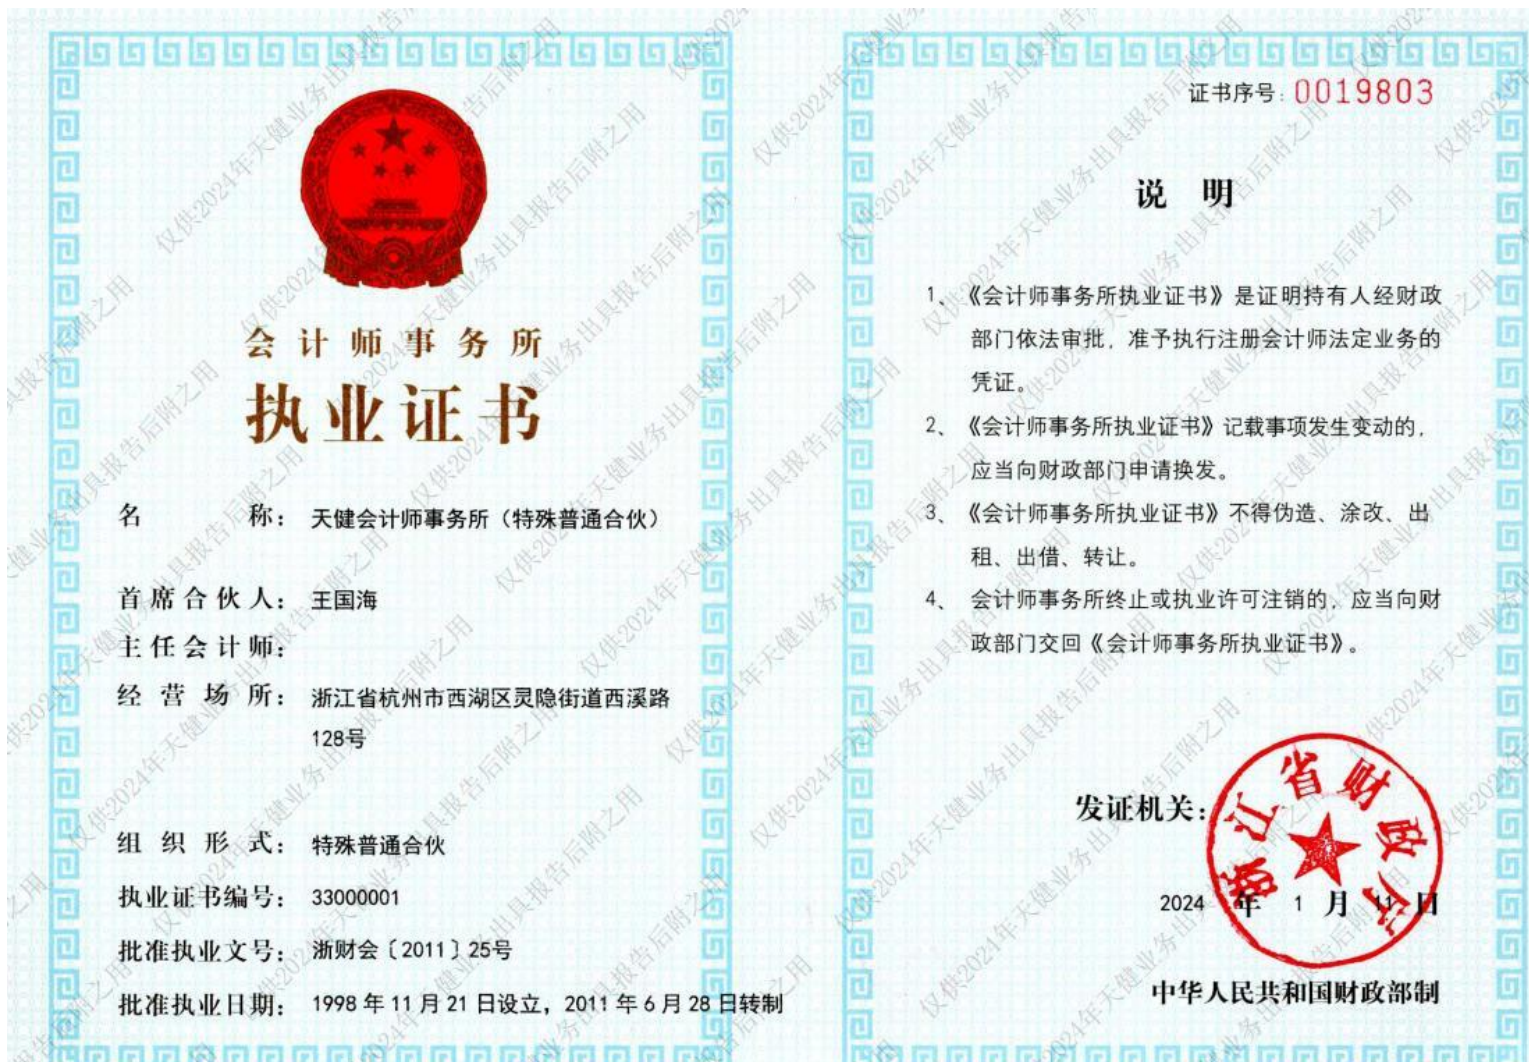 会计师事务所
执业证书
名 称： 天健会计师事务所（特殊普通合伙）
首席合伙人： 王国海
主任会计师：
经营场所： 浙江省杭州市西湖区灵隐街道西溪路
128号
组织形式： 特殊普通合伙
执业证书编号： 33000001
批准执业文号： 浙财会〔2011〕25号
批准执业日期： 1998 年 11 月 21 日设立，2011 年 6 月 28 日转制
证书序号：0019803
说 明
1、《会计师事务所执业证书》是证明持有人经财政
部门依法审批，准予执行注册会计师法定业务的
凭证。
2、《会计师事务所执业证书》记载事项发生变动的，
应当向财政部门申请换发。
3、《会计师事务所执业证书》不得伪造、涂改、出
租、出借、转让。
4、 会计师事务所终止或执业许可注销的，应当向财
政部门交回《会计师事务所执业证书》。
发证机关：
浙江省财政厅
2024 年 1 月 11 日
中华人民共和国财政部制
仅供2024年天健业务出具报告后附之用